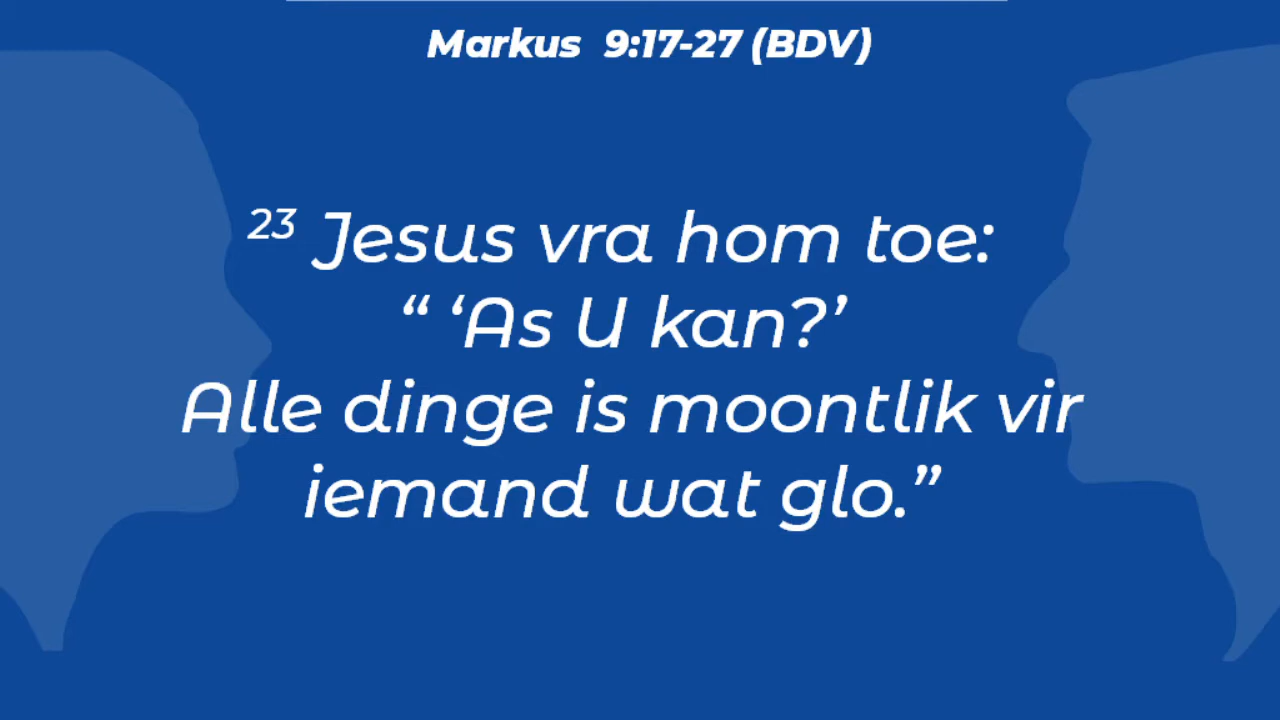 Markus 9:17-27 (BDV)
²³ Jesus vra hom toe:
“ ‘As U kan?’
Alle dinge is moontlik vir
iemand wat glo.”